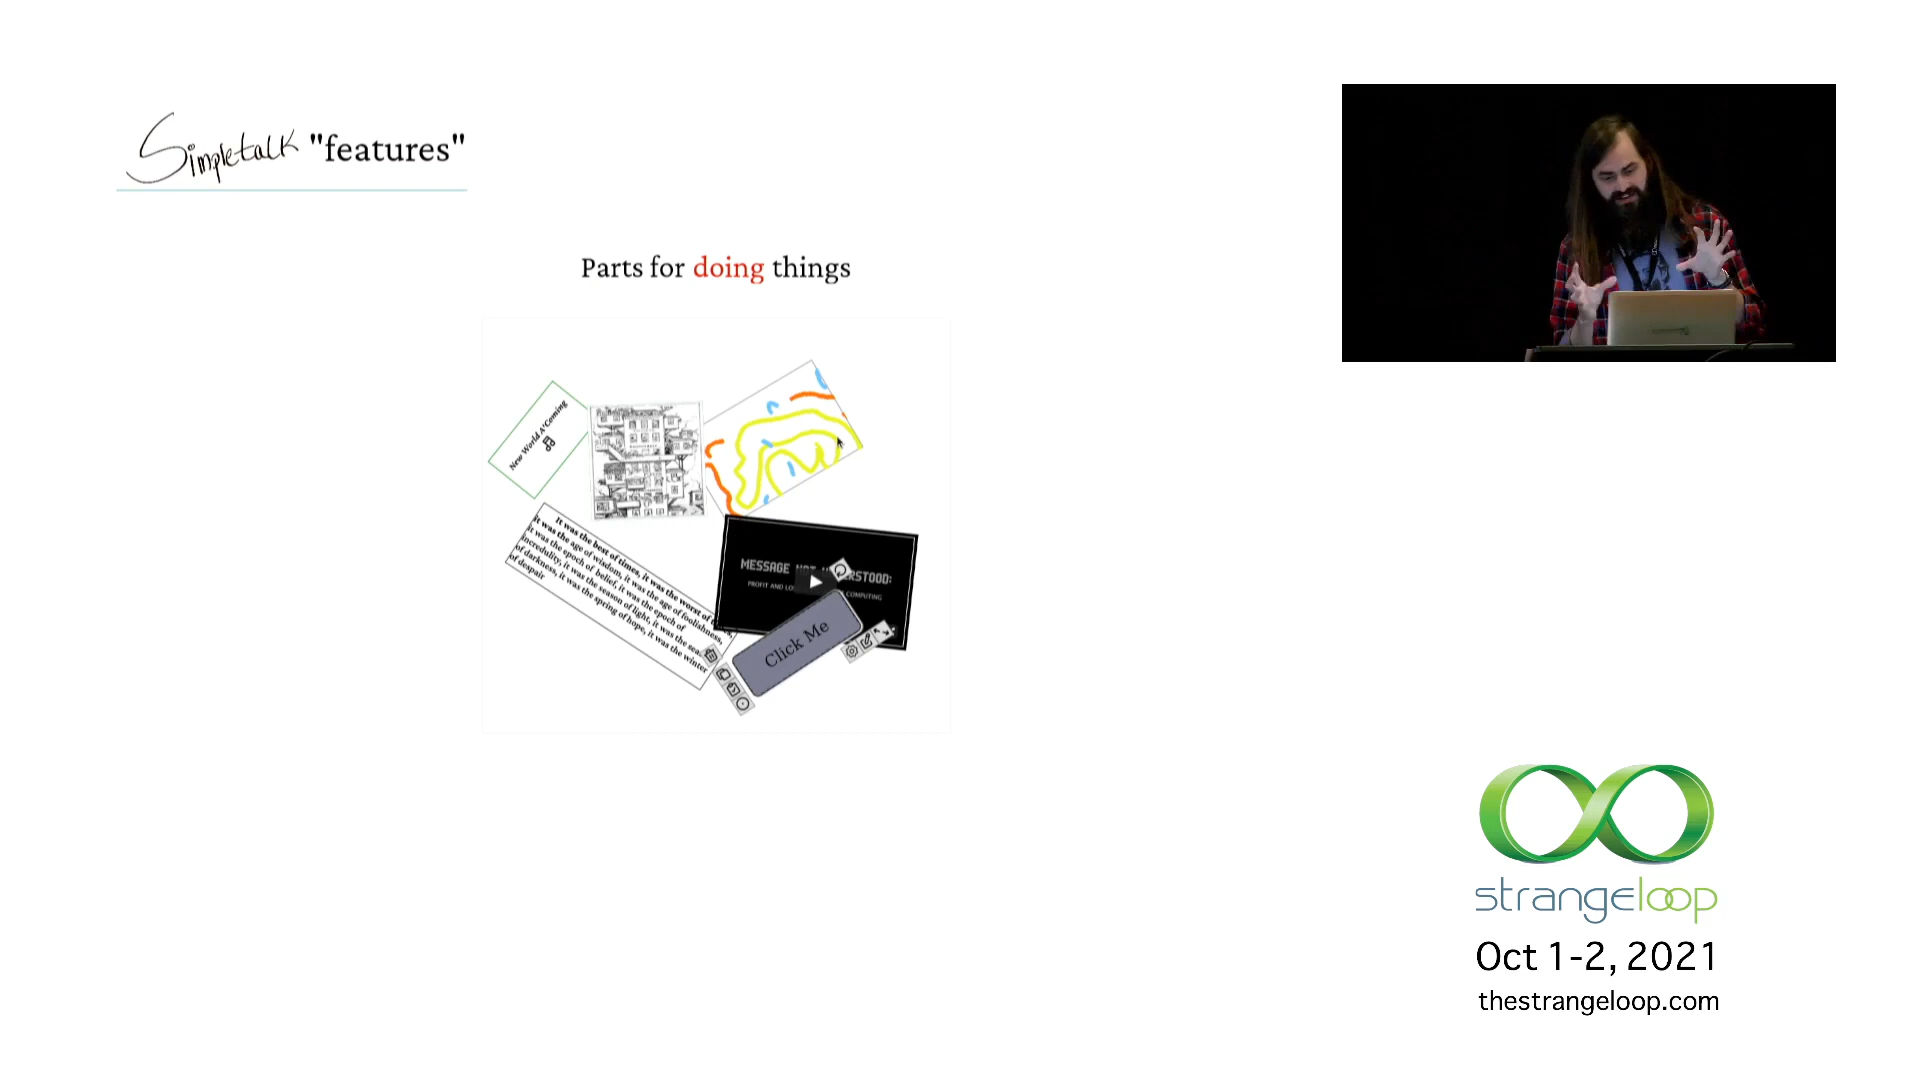 Simpletalk "features"
Parts for doing things
New World A'Coming
It was the best of times, it was the worst of
it was the age of wisdom, it was the age of foolishness,
it was the epoch of belief, it was the epoch of
incredulity, it was the season of light, it was the
of darkness, it was the spring of hope, it was the winter
of despair
MESSAGE
PROFIT AND COMPUTING
Click Me
strangeloop
Oct 1-2, 2021
thestrangeloop.com